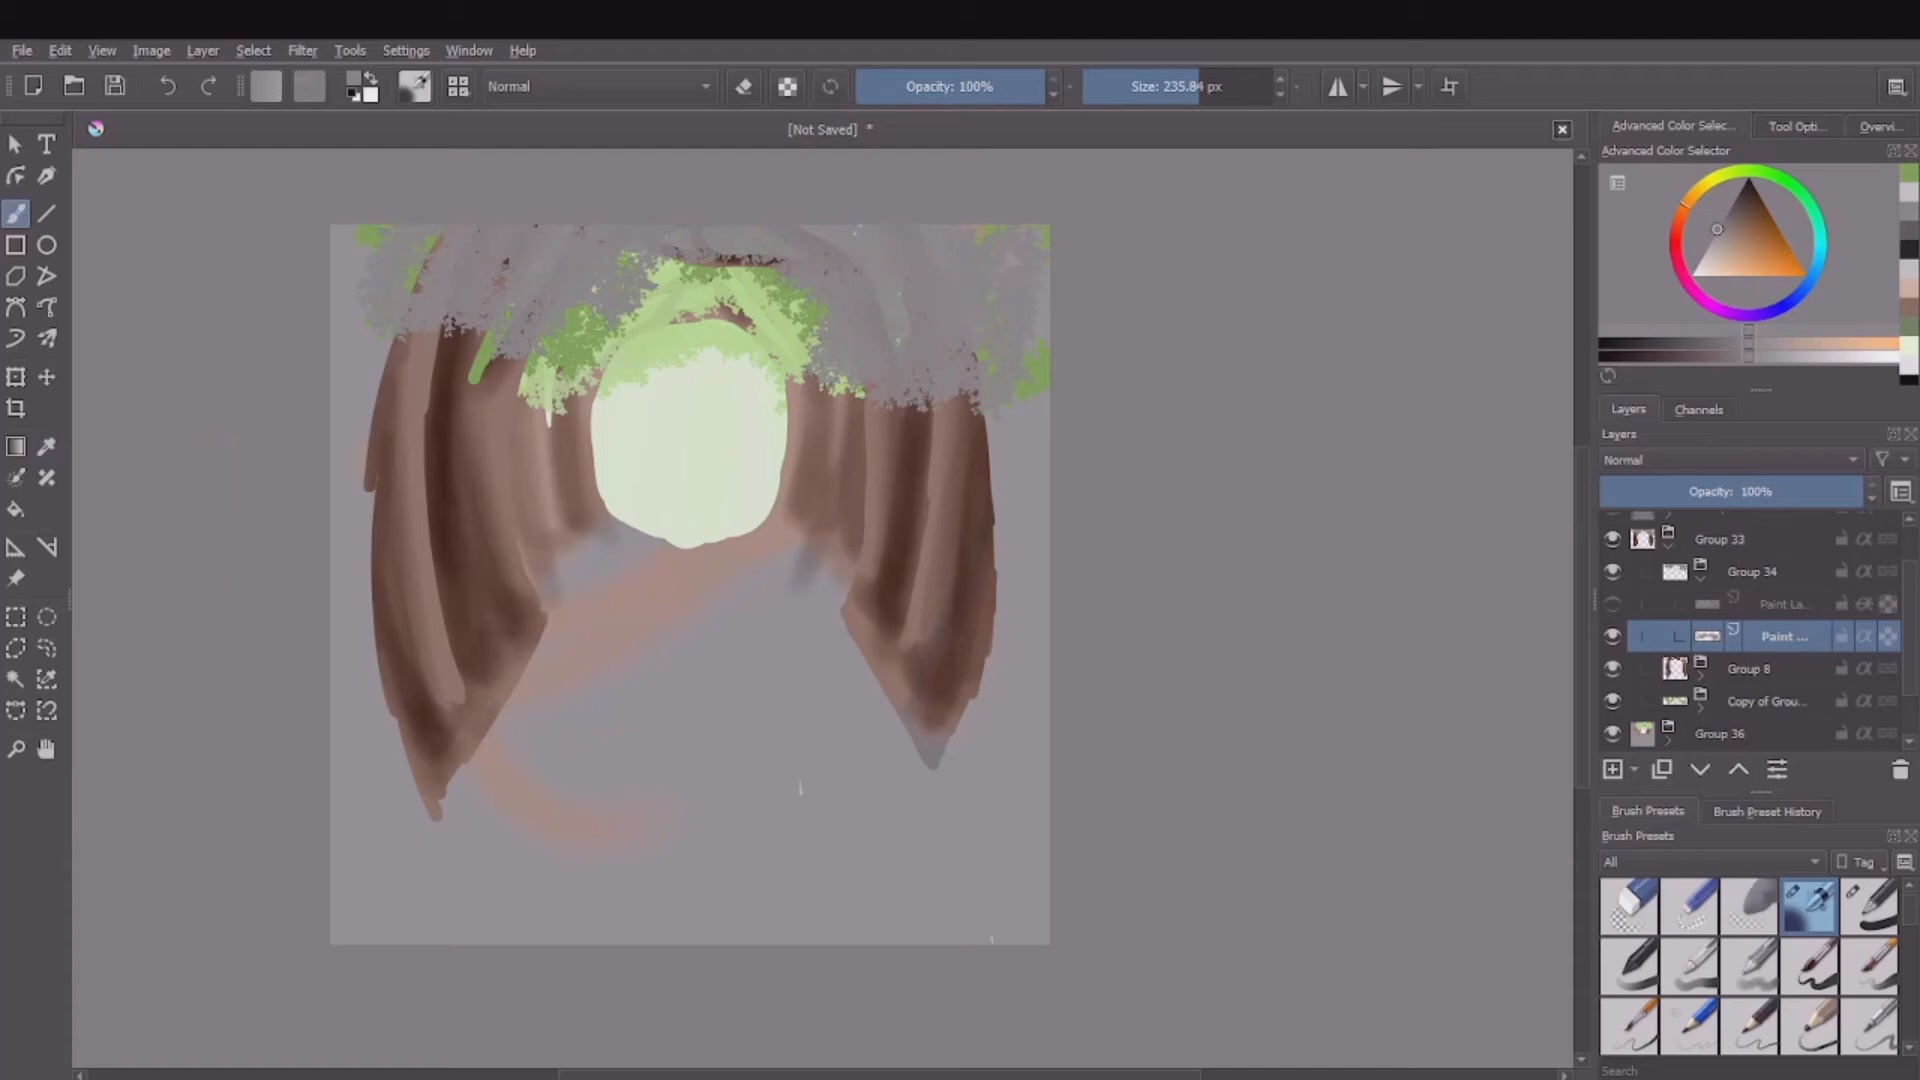 File Edit View Image Layer Select Filter Tools Settings Window Help
Normal Opacity: 100% Size: 235.84 px
[Not Saved] *
Advanced Color Selec... Tool Opti... Overvi...
Advanced Color Selector
Layers Channels
Layers
Normal
Opacity: 100%
Group 33
Group 34
Paint La...
Paint ...
Group 8
Copy of Grou...
Group 36
Brush Presets Brush Preset History
Brush Presets
All Tag
Search